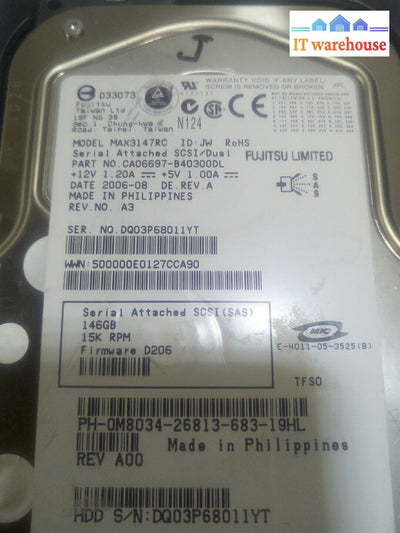 IT warehouse
J
WARRANTY VOID IF ANY LABEL OR
SCREW IS REMOVED OR BROKEN.
APL
D33073
Fujitsu
Taiwan Ltd
19F No.39
Sec 1, Chung-hwa
Road, Taipei, Taiwan
N124
MODEL MAX3147RC ID:JW RoHS
Serial Attached SCSI/Dual
FUJITSU LIMITED
PART NO.CA06697-B40300DL
+12V 1.20A +5V 1.00A
DATE 2006-08 DE.REV.A
SAS
MADE IN PHILIPPINES
REV.NO. A3
SER. NO.DQ03P68011YT
WWN:500000E0127CCA90
Serial Attached SCSI(SAS)
146GB
15K RPM
Firmware D206
MIC
E-H011-05-3525(B)
TFSO
PH-0M8034-26813-683-19HL
Made in Philippines
REV A00
HDD S/N:DQ03P68011YT